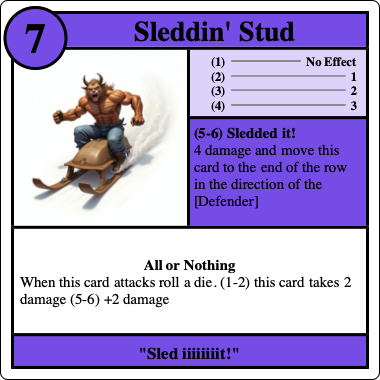 7
Sleddin' Stud
(1) No Effect
(2) 1
(3) 2
(4) 3
(5-6) Sledded it!
4 damage and move this
card to the end of the row
in the direction of the
[Defender]
All or Nothing
When this card attacks roll a die. (1-2) this card takes 2
damage (5-6) +2 damage
"Sled iiiiiiiit!"